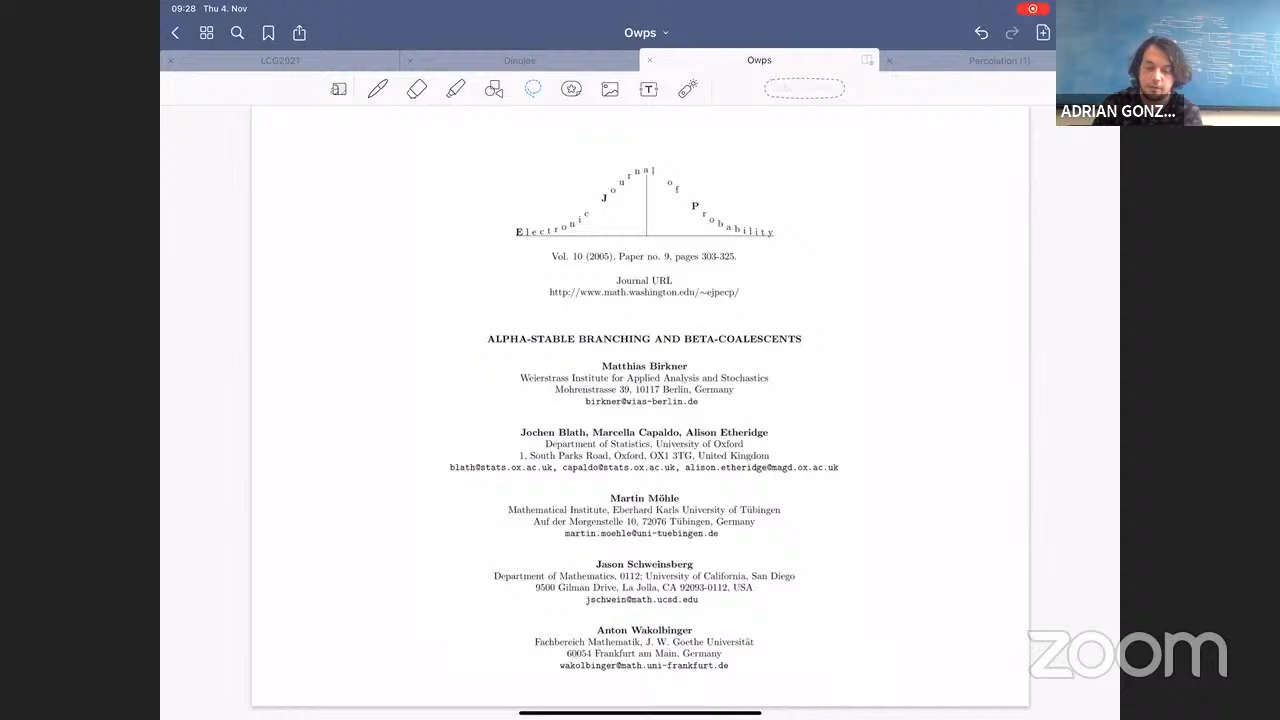 09:28 Thu 4. Nov
Owps
LCG2021
Dinujos
Owps
Percolation (1)
ADRIAN GONZ...
Electronic Journal of Probability
Vol. 10 (2005), Paper no. 9, pages 303-325.
Journal URL
http://www.math.washington.edu/~ejpecp/
ALPHA-STABLE BRANCHING AND BETA-COALESCENTS
Matthias Birkner
Weierstrass Institute for Applied Analysis and Stochastics
Mohrenstrasse 39, 10117 Berlin, Germany
birkner@wias-berlin.de
Jochen Blath, Marcella Capaldo, Alison Etheridge
Department of Statistics, University of Oxford
1, South Parks Road, Oxford, OX1 3TG, United Kingdom
blath@stats.ox.ac.uk, capaldo@stats.ox.ac.uk, alison.etheridge@magd.ox.ac.uk
Martin Möhle
Mathematical Institute, Eberhard Karls University of Tübingen
Auf der Morgenstelle 10, 72076 Tübingen, Germany
martin.moehle@uni-tuebingen.de
Jason Schweinsberg
Department of Mathematics, 0112; University of California, San Diego
9500 Gilman Drive, La Jolla, CA 92093-0112, USA
jschwein@math.ucsd.edu
Anton Wakolbinger
Fachbereich Mathematik, J. W. Goethe Universität
60054 Frankfurt am Main, Germany
wakolbinger@math.uni-frankfurt.de
zoom